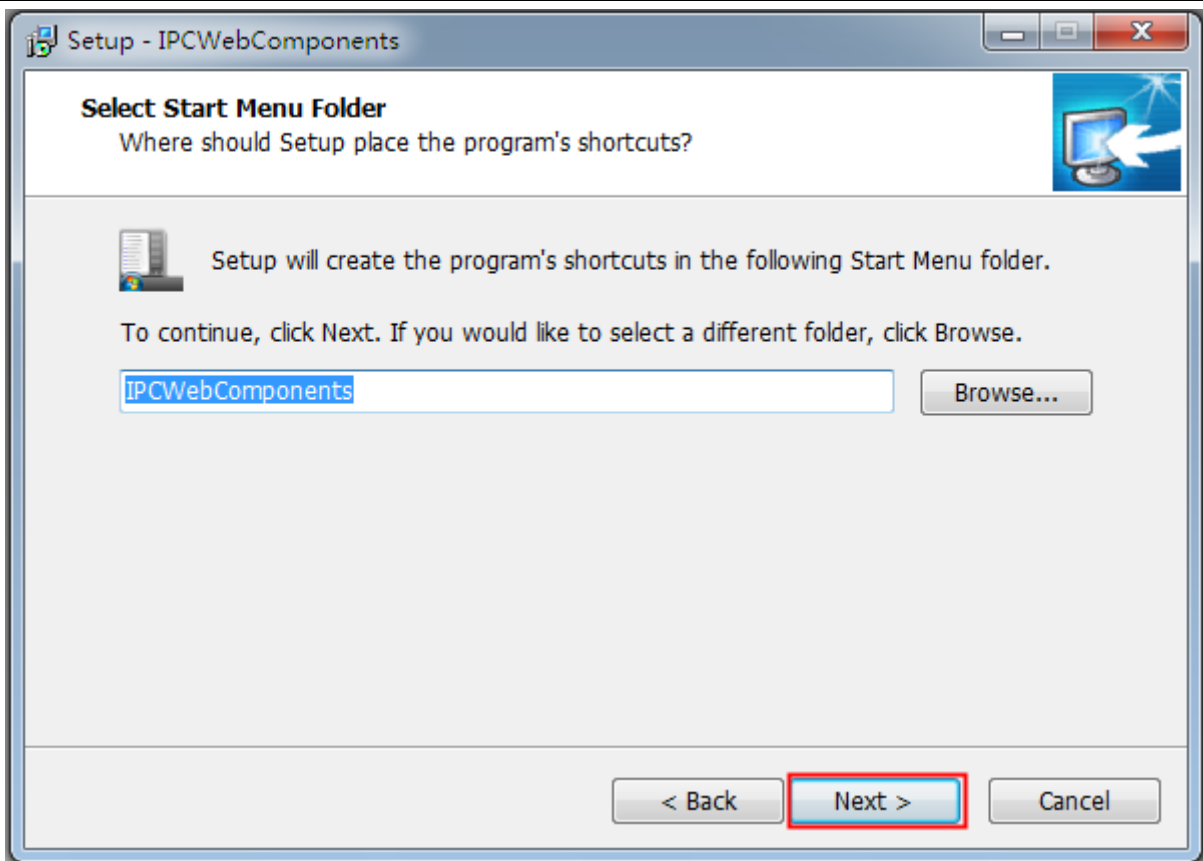 Setup - IPCWebComponents
Select Start Menu Folder
Where should Setup place the program's shortcuts?
Setup will create the program's shortcuts in the following Start Menu folder.
To continue, click Next. If you would like to select a different folder, click Browse.
IPCWebComponents
Browse...
< Back
Next >
Cancel